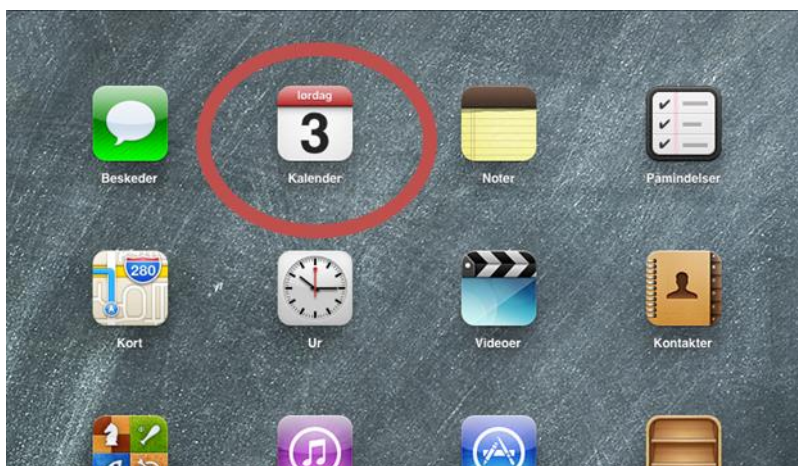 lørdag
3
Beskeder
Kalender
Noter
Påmindelser
280
Kort
Ur
Videoer
Kontakter